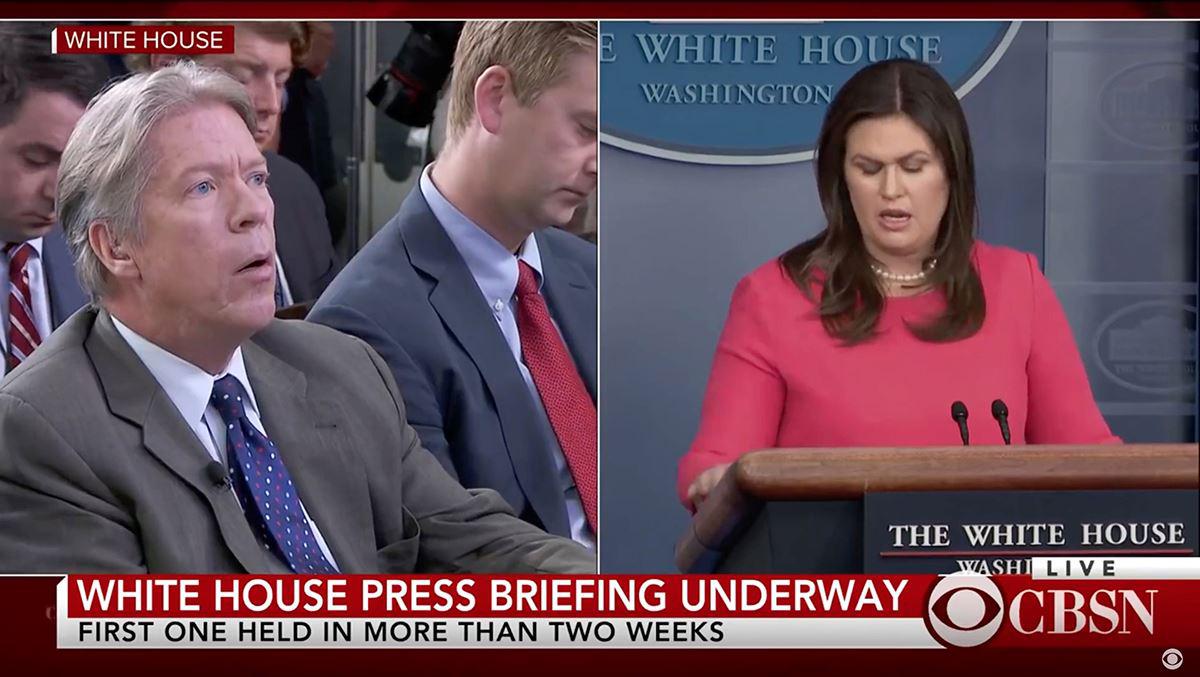 WHITE HOUSE
E WHITE HOUSE
WASHINGTON
THE WHITE HOUSE
WASHI
LIVE
WHITE HOUSE PRESS BRIEFING UNDERWAY
FIRST ONE HELD IN MORE THAN TWO WEEKS
CBSN